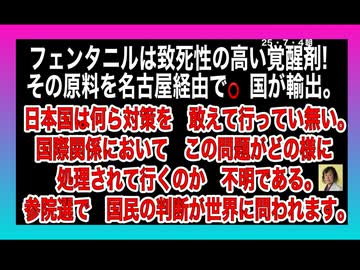 25・7・4朝
フェンタニルは致死性の高い覚醒剤!
その原料を名古屋経由で。国が輸出。
日本国は何ら対策を 敢えて行ってい無い。
国際関係において この問題がどの様に
処理されて行くのか 不明である。
参院選で 国民の判断が世界に問われます。